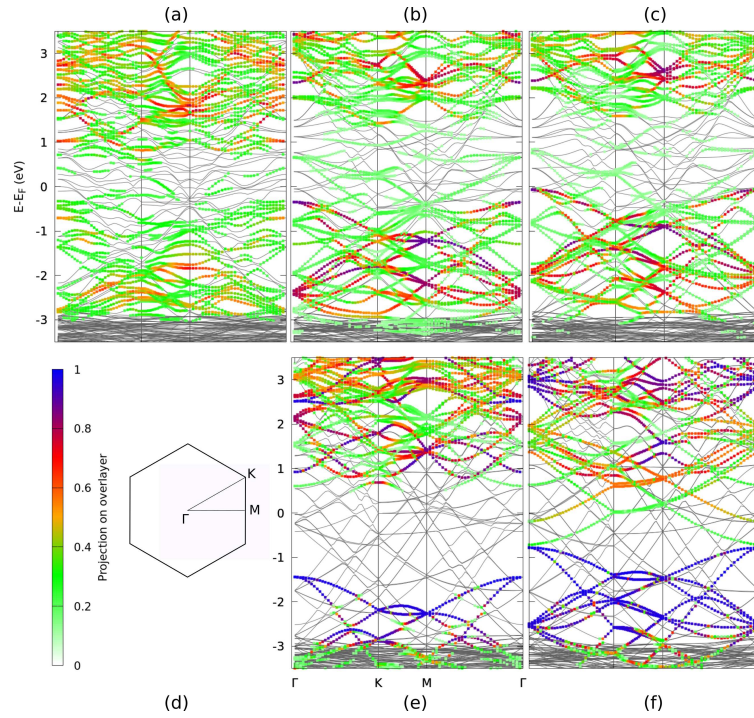 (a) (b) (c)
3
2
1
0
-1
-2
-3
E-E_F (eV)
1
0.8
0.6
0.4
0.2
0
Projection on overlayer
K
Γ M
3
2
1
0
-1
-2
-3
Γ K M Γ
(d) (e) (f)